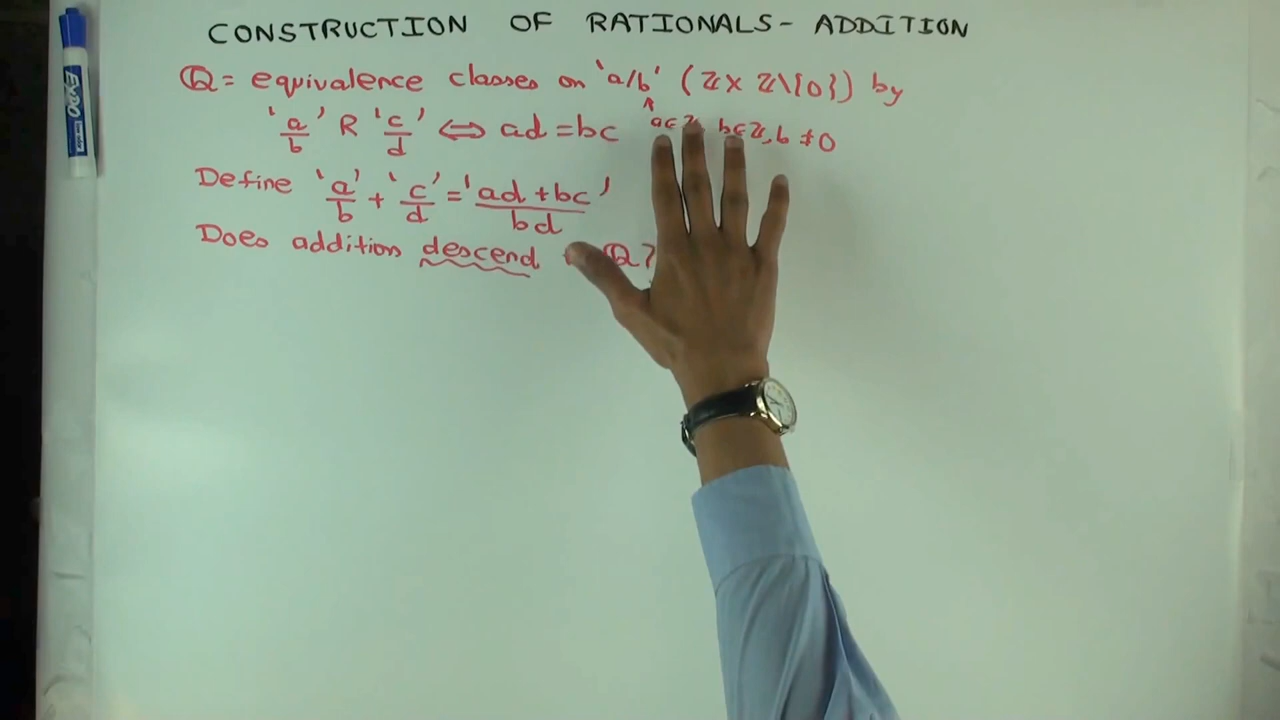 CONSTRUCTION OF RATIONALS - ADDITION
ℚ = equivalence classes on 'a/b' (ℤ × ℤ\{0}) by
'a/b' R 'c/d' ⟺ ad = bc a∈ℤ, b∈ℤ, b ≠ 0
Define 'a/b' + 'c/d' = '(ad + bc)/bd'
Does addition descend ℚ?
EXPO